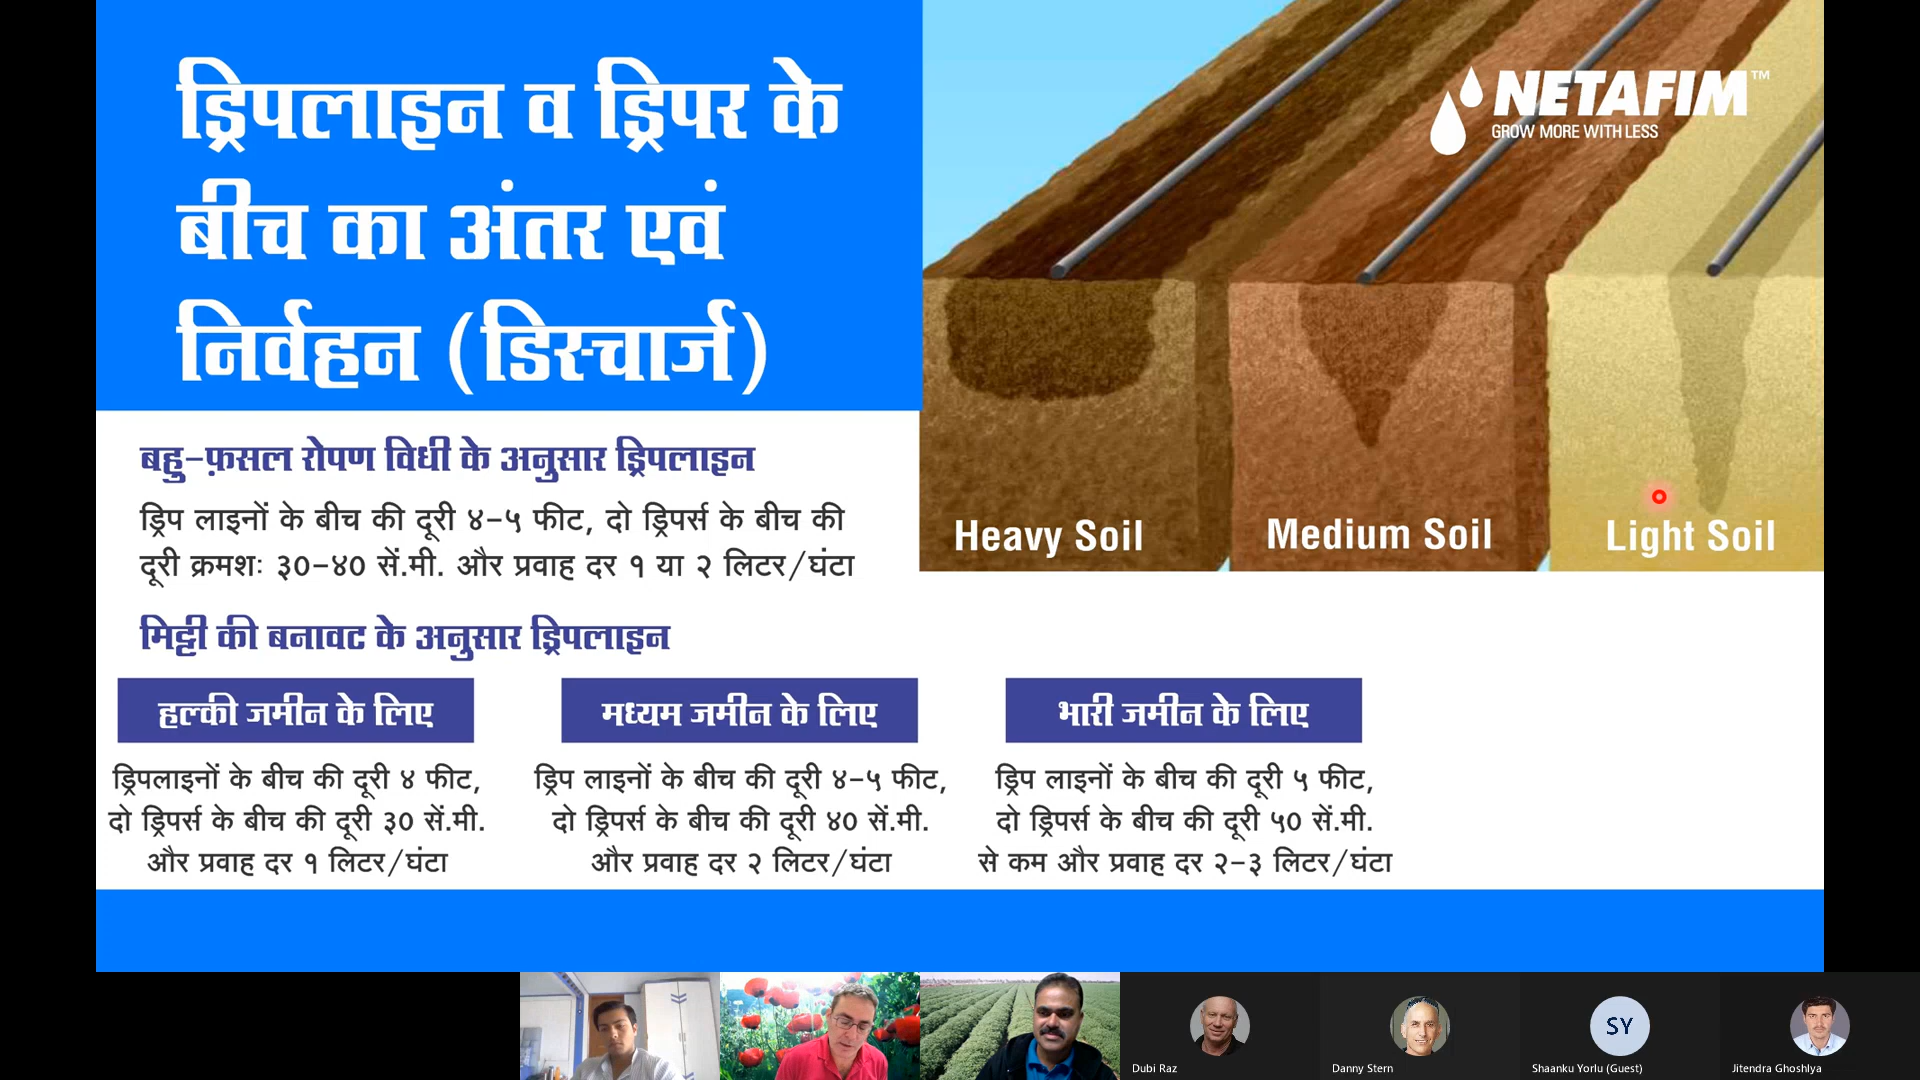 ड्रिपलाइन व ड्रिपर के
बीच का अंतर एवं
निर्वहन (डिस्चार्ज)
NETAFIM™
GROW MORE WITH LESS
Heavy Soil
Medium Soil
Light Soil
बहु-फ़सल रोपण विधी के अनुसार ड्रिपलाइन
ड्रिप लाइनों के बीच की दूरी ४-५ फीट, दो ड्रिपर्स के बीच की
दूरी क्रमशः ३०-४० सें.मी. और प्रवाह दर १ या २ लिटर/घंटा
मिट्टी की बनावट के अनुसार ड्रिपलाइन
हल्की जमीन के लिए
ड्रिपलाइनों के बीच की दूरी ४ फीट,
दो ड्रिपर्स के बीच की दूरी ३० सें.मी.
और प्रवाह दर १ लिटर/घंटा
मध्यम जमीन के लिए
ड्रिप लाइनों के बीच की दूरी ४-५ फीट,
दो ड्रिपर्स के बीच की दूरी ४० सें.मी.
और प्रवाह दर २ लिटर/घंटा
भारी जमीन के लिए
ड्रिप लाइनों के बीच की दूरी ५ फीट,
दो ड्रिपर्स के बीच की दूरी ५० सें.मी.
से कम और प्रवाह दर २-३ लिटर/घंटा
SY
Dubi Raz
Danny Stern
Shaanku Yorlu (Guest)
Jitendra Ghoshlya